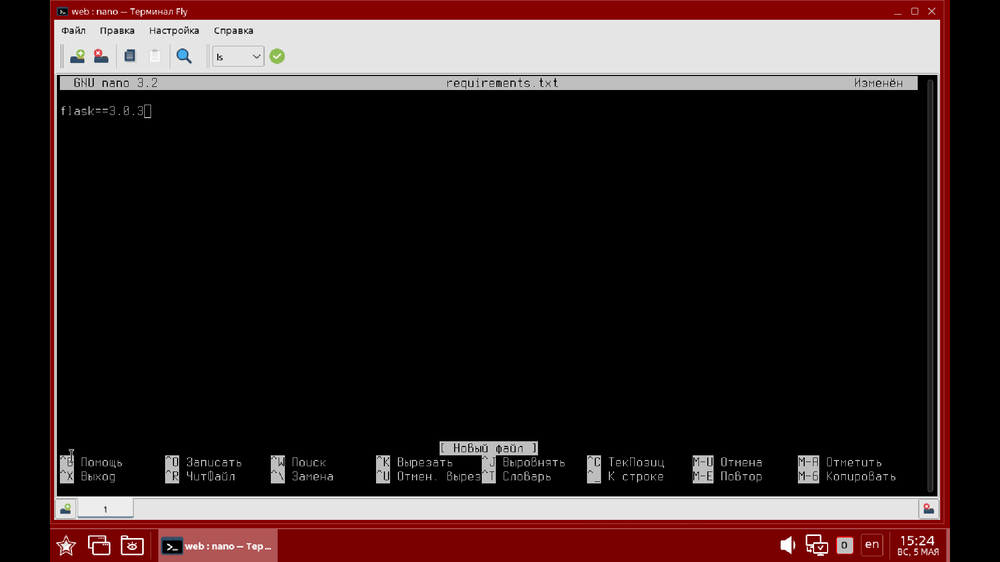 web : nano — Терминал Fly
Файл Правка Настройка Справка
ls
GNU nano 3.2 requirements.txt Изменён
flask==3.0.3
[ Новый файл ]
^G Помощь ^O Записать ^W Поиск ^K Вырезать ^J Выровнять ^C ТекПозиц M-U Отмена M-A Отметить
^X Выход ^R ЧитФайл ^\ Замена ^U Отмен. Вырез ^T Словарь ^_ К строке M-E Повтор M-6 Копировать
1
web : nano — Тер...
0 en
15:24
ВС, 5 МАЯ